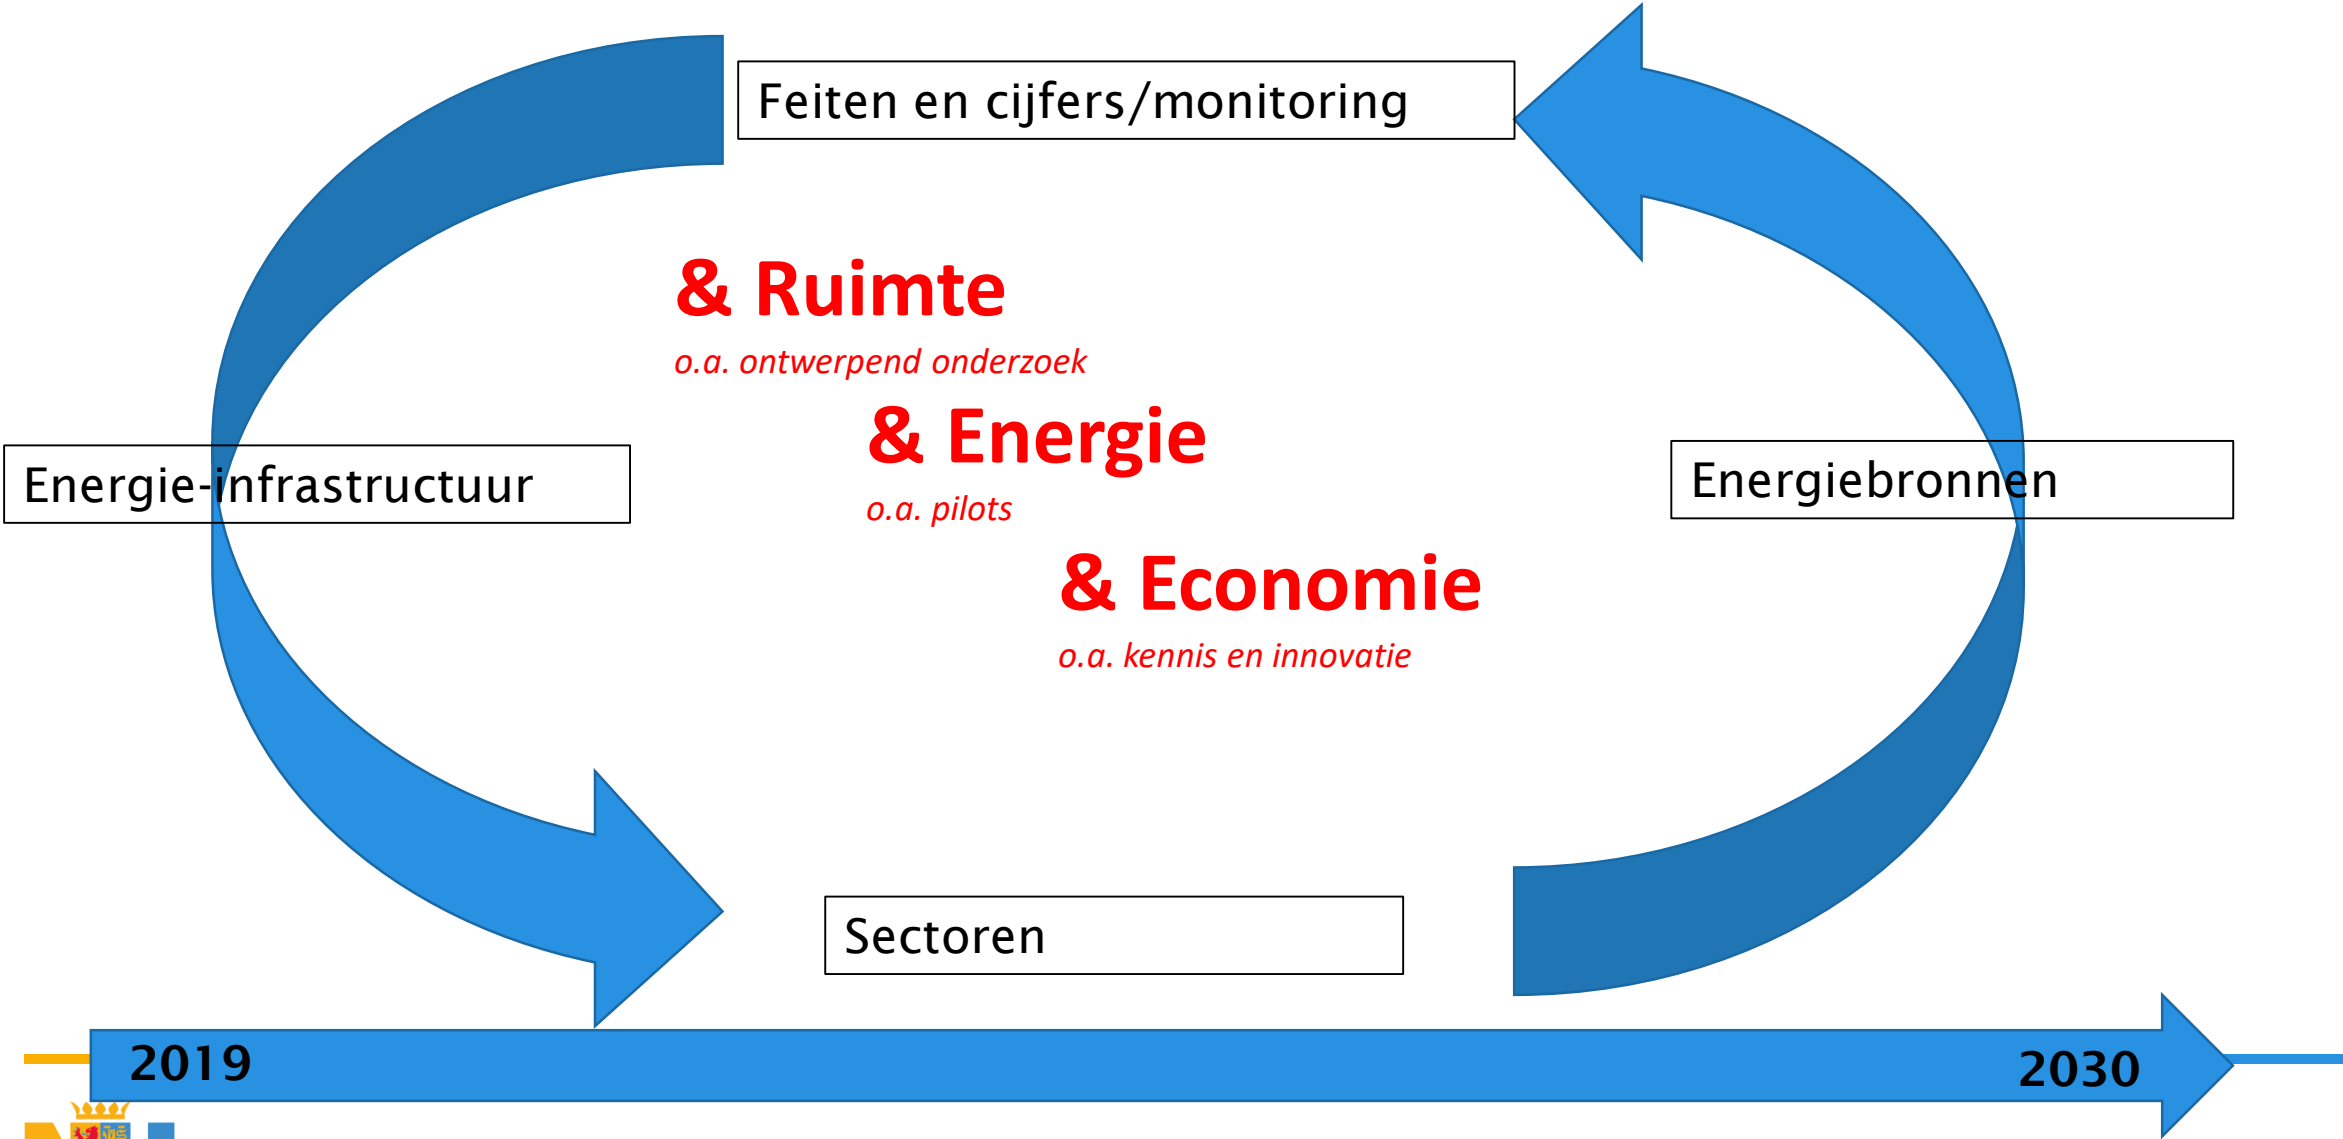 Feiten en cijfers/monitoring
& Ruimte
o.a. ontwerpend onderzoek
& Energie
o.a. pilots
& Economie
o.a. kennis en innovatie
Energie-infrastructuur
Energiebronnen
Sectoren
2019
2030